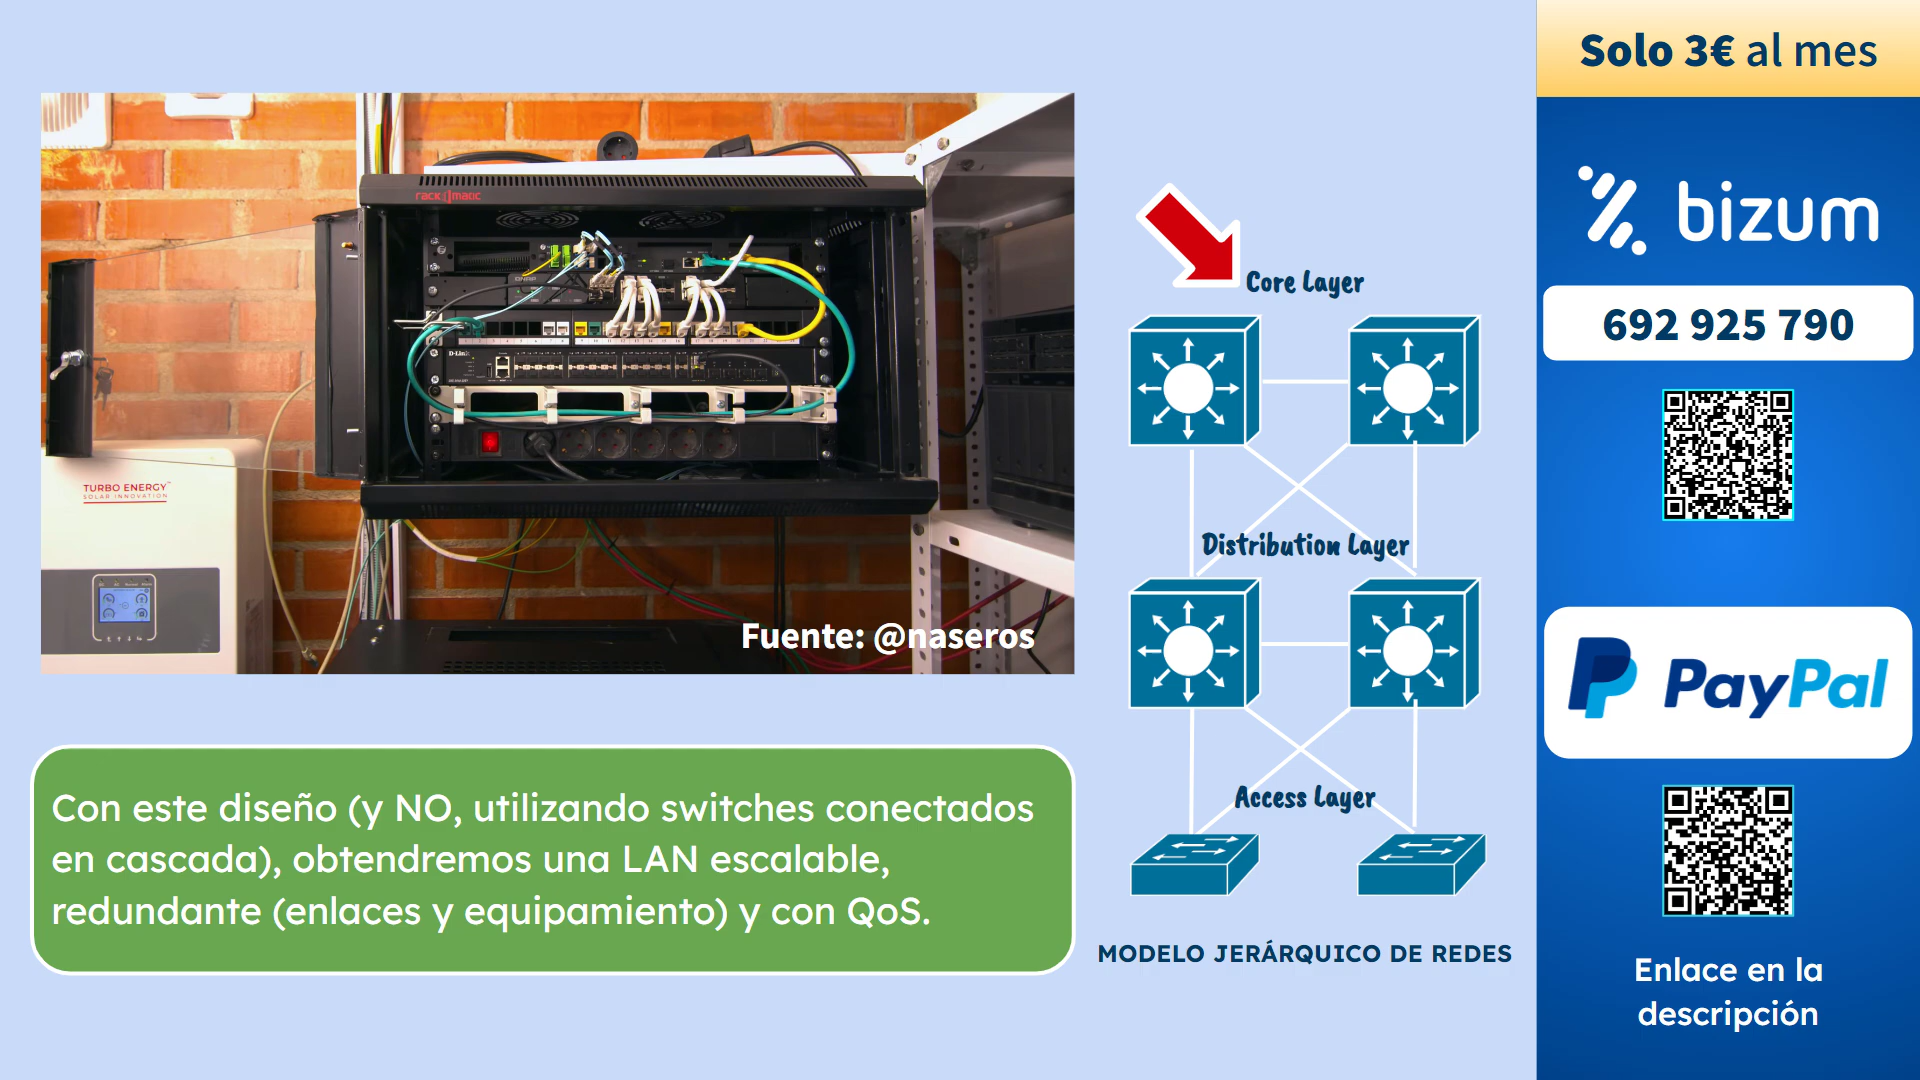 rack matic
D-Link
TURBO ENERGY
SOLAR INNOVATION
Fuente: @naseros
Con este diseño (y NO, utilizando switches conectados
en cascada), obtendremos una LAN escalable,
redundante (enlaces y equipamiento) y con QoS.
Core Layer
Distribution Layer
Access Layer
MODELO JERÁRQUICO DE REDES
Solo 3€ al mes
bizum
692 925 790
PayPal
Enlace en la
descripción